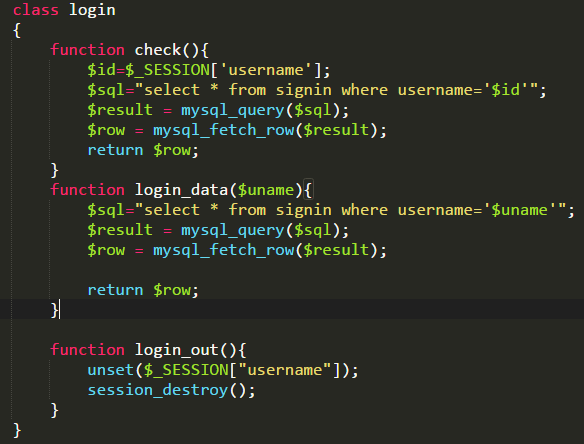 class login
{
function check(){
$id=$_SESSION['username'];
$sql="select * from signin where username='$id'";
$result = mysql_query($sql);
$row = mysql_fetch_row($result);
return $row;
}
function login_data($uname){
$sql="select * from signin where username='$uname'";
$result = mysql_query($sql);
$row = mysql_fetch_row($result);
return $row;
}
function login_out(){
unset($_SESSION["username"]);
session_destroy();
}
}